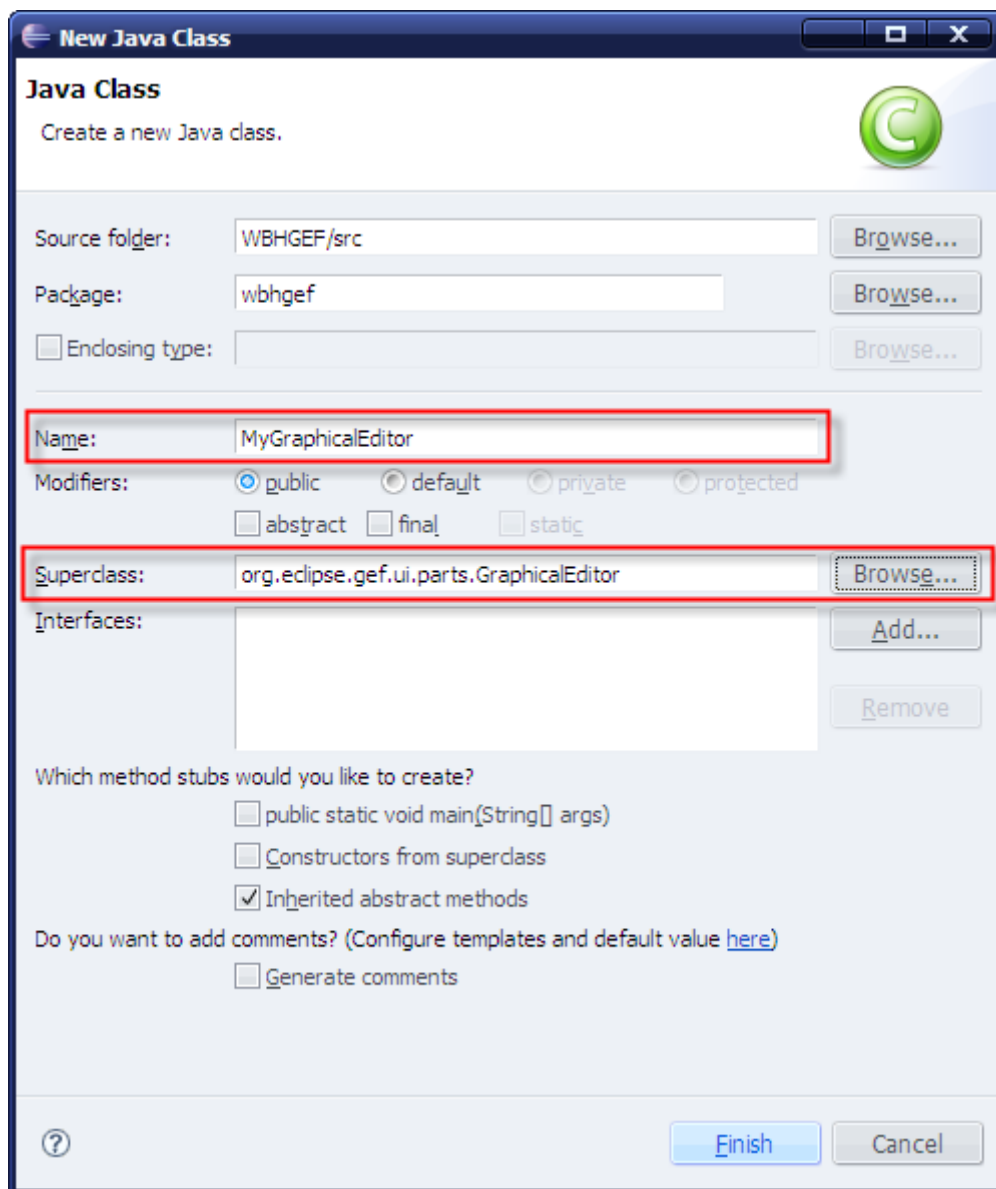 New Java Class
Java Class
Create a new Java class.
Source folder: WBHGEF/src Browse...
Package: wbhgef Browse...
Enclosing type: Browse...
Name: MyGraphicalEditor
Modifiers: public default private protected
abstract final static
Superclass: org.eclipse.gef.ui.parts.GraphicalEditor Browse...
Interfaces: Add...
Remove
Which method stubs would you like to create?
public static void main(String[] args)
Constructors from superclass
Inherited abstract methods
Do you want to add comments? (Configure templates and default value here)
Generate comments
? Finish Cancel